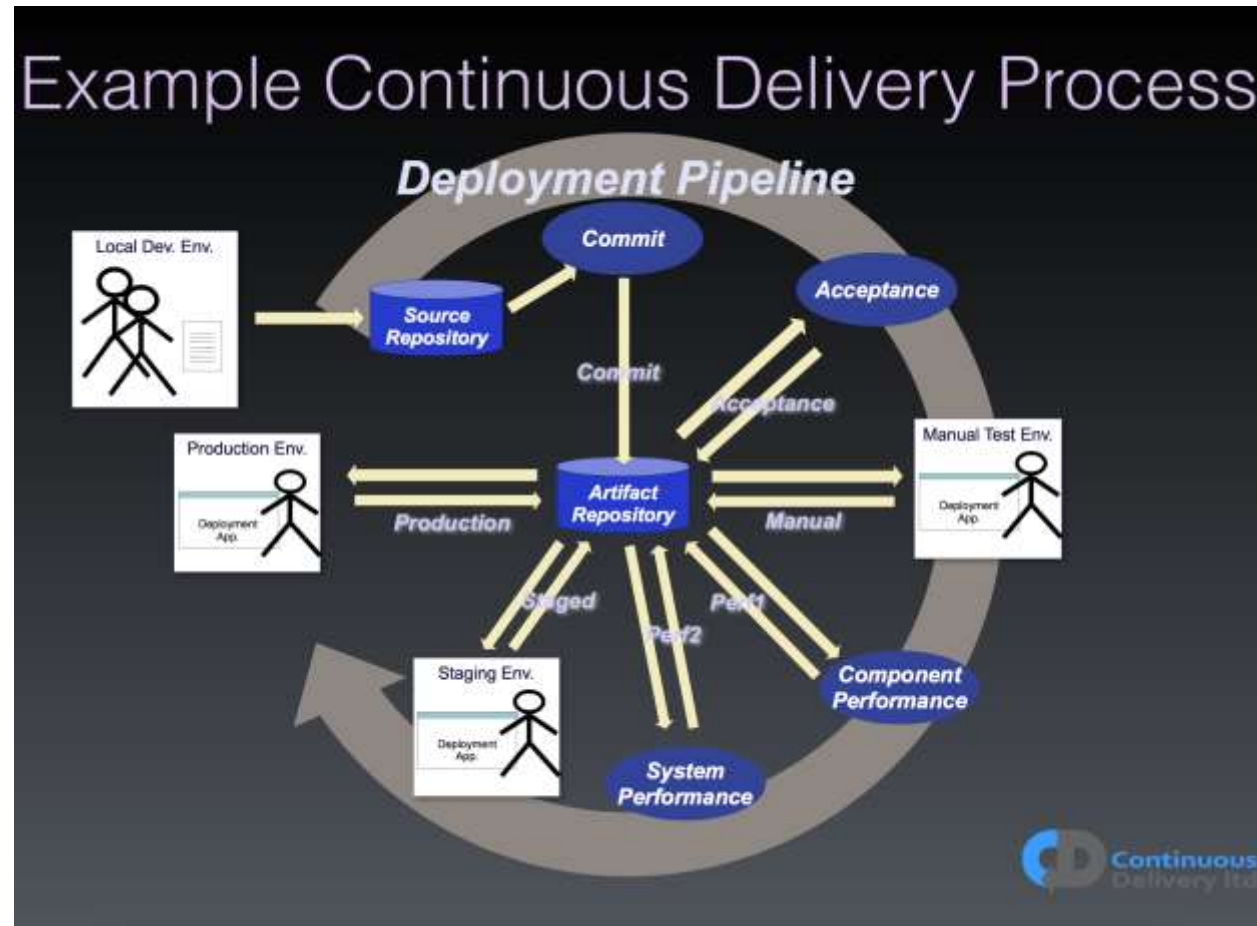 Example Continuous Delivery Process
Deployment Pipeline
Local Dev. Env.
Source
Repository
Commit
Acceptance
Commit
Acceptance
Production Env.
Deployment
App.
Production
Artifact
Repository
Manual
Manual Test Env.
Deployment
App.
Staged
Perf2
Perf1
Staging Env.
Deployment
App.
System
Performance
Component
Performance
Continuous
Delivery ltd